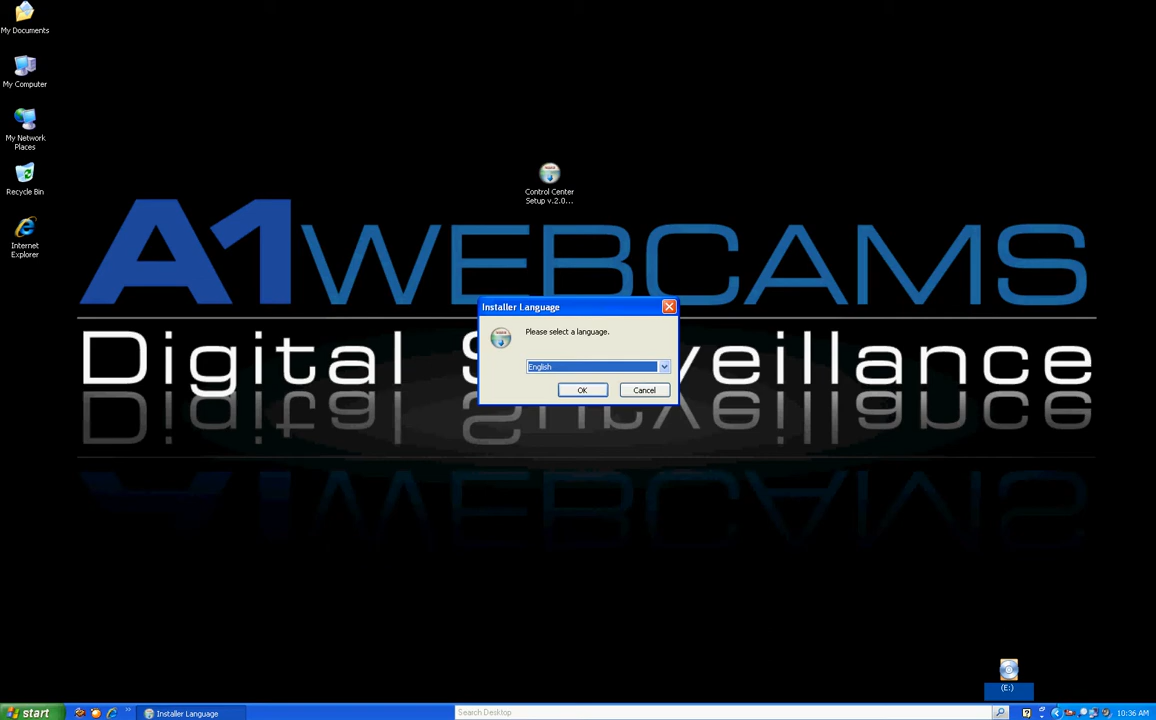 My Documents
My Computer
My Network
Places
Recycle Bin
Internet
Explorer
Control Center
Setup v.2.0...
A1WEBCAMS
Installer Language
Please select a language.
English
OK
Cancel
Digital Surveillance
(E:)
start
Installer Language
Search Desktop
10:36 AM